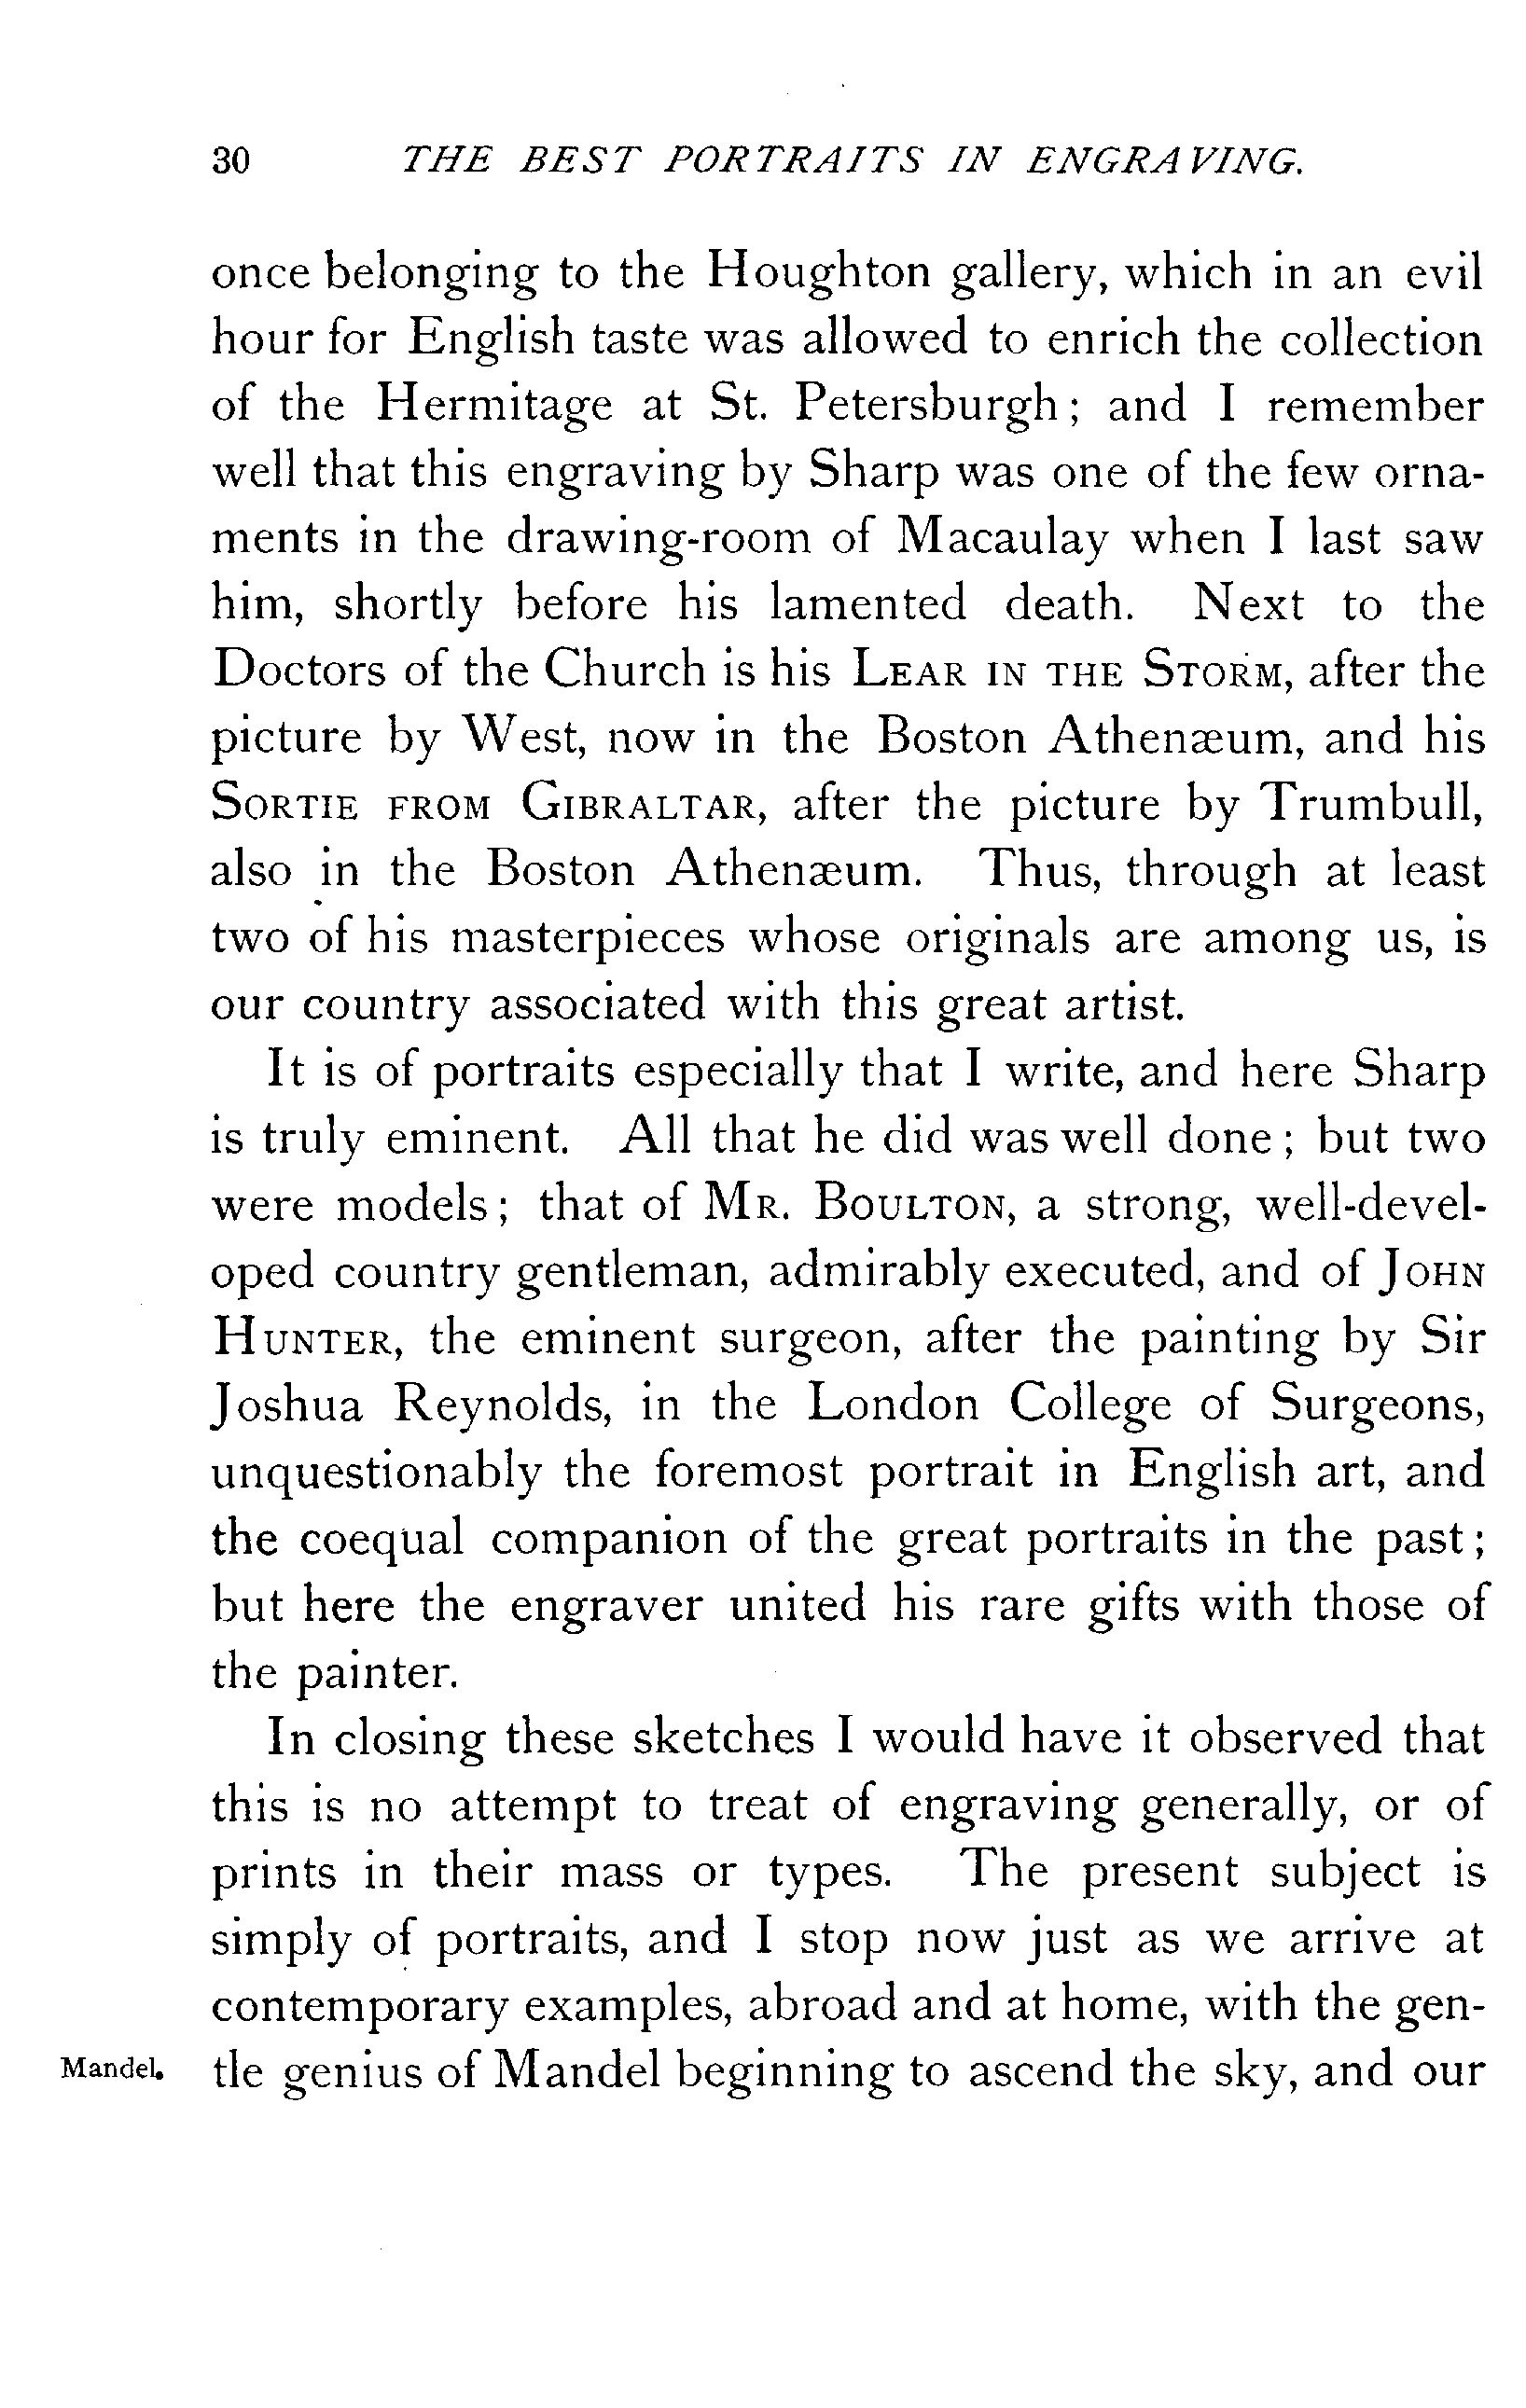 30 THE BEST PORTRAITS IN ENGRAVING.
once belonging to the Houghton gallery, which in an evil
hour for English taste was allowed to enrich the collection
of the Hermitage at St. Petersburgh; and I remember
well that this engraving by Sharp was one of the few orna-
ments in the drawing-room of Macaulay when I last saw
him, shortly before his lamented death. Next to the
Doctors of the Church is his LEAR IN THE STORM, after the
picture by West, now in the Boston Athenæum, and his
SORTIE FROM GIBRALTAR, after the picture by Trumbull,
also in the Boston Athenæum. Thus, through at least
two of his masterpieces whose originals are among us, is
our country associated with this great artist.
It is of portraits especially that I write, and here Sharp
is truly eminent. All that he did was well done; but two
were models; that of MR. BOULTON, a strong, well-devel-
oped country gentleman, admirably executed, and of JOHN
HUNTER, the eminent surgeon, after the painting by Sir
Joshua Reynolds, in the London College of Surgeons,
unquestionably the foremost portrait in English art, and
the coequal companion of the great portraits in the past;
but here the engraver united his rare gifts with those of
the painter.
In closing these sketches I would have it observed that
this is no attempt to treat of engraving generally, or of
prints in their mass or types. The present subject is
simply of portraits, and I stop now just as we arrive at
contemporary examples, abroad and at home, with the gen-
Mandel. tle genius of Mandel beginning to ascend the sky, and our